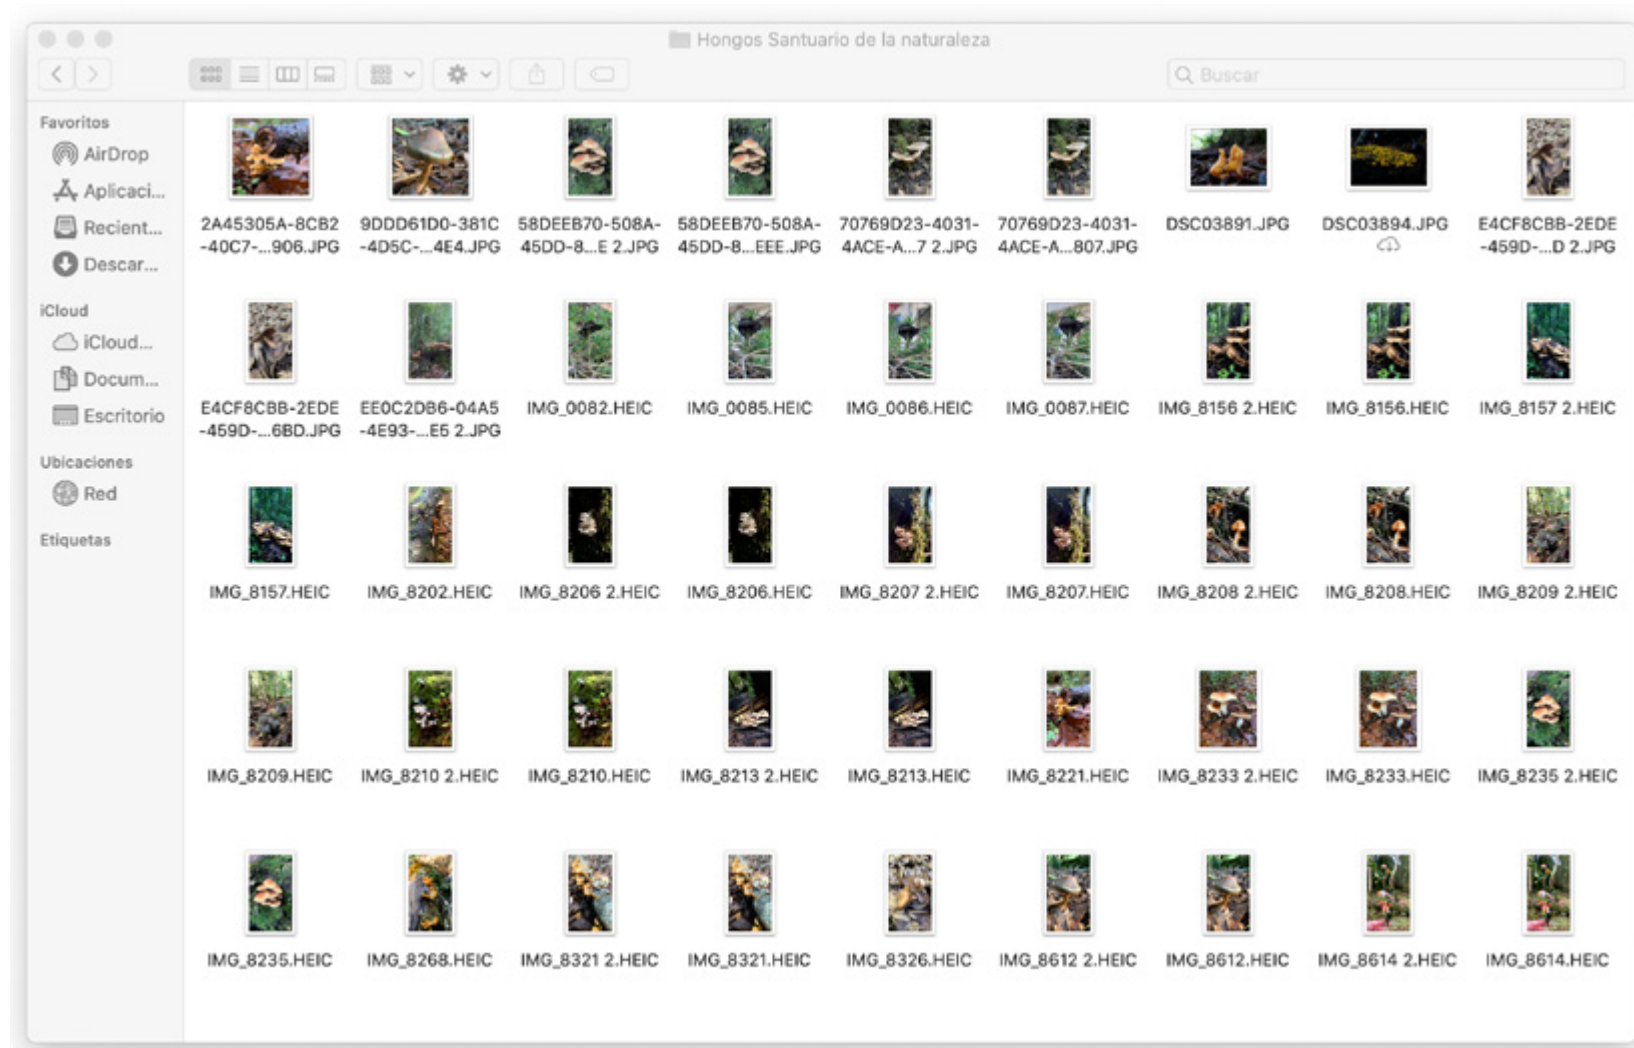 Hongos Santuario de la naturaleza
Buscar
Favoritos
AirDrop
Aplicaci...
Recient...
Descar...
iCloud
iCloud...
Docum...
Escritorio
Ubicaciones
Red
Etiquetas
2A45305A-8CB2
-40C7-...906.JPG
9DDD61D0-381C
-4D5C-...4E4.JPG
58DEEB70-508A-
45DD-8...E 2.JPG
58DEEB70-508A-
45DD-8...EEE.JPG
70769D23-4031-
4ACE-A...7 2.JPG
70769D23-4031-
4ACE-A...807.JPG
DSC03891.JPG
DSC03894.JPG
E4CF8CBB-2EDE
-459D-...D 2.JPG
E4CF8CBB-2EDE
-459D-...6BD.JPG
EE0C2DB6-04A5
-4E93-...E5 2.JPG
IMG_0082.HEIC
IMG_0085.HEIC
IMG_0086.HEIC
IMG_0087.HEIC
IMG_8156 2.HEIC
IMG_8156.HEIC
IMG_8157 2.HEIC
IMG_8157.HEIC
IMG_8202.HEIC
IMG_8206 2.HEIC
IMG_8206.HEIC
IMG_8207 2.HEIC
IMG_8207.HEIC
IMG_8208 2.HEIC
IMG_8208.HEIC
IMG_8209 2.HEIC
IMG_8209.HEIC
IMG_8210 2.HEIC
IMG_8210.HEIC
IMG_8213 2.HEIC
IMG_8213.HEIC
IMG_8221.HEIC
IMG_8233 2.HEIC
IMG_8233.HEIC
IMG_8235 2.HEIC
IMG_8235.HEIC
IMG_8268.HEIC
IMG_8321 2.HEIC
IMG_8321.HEIC
IMG_8326.HEIC
IMG_8612 2.HEIC
IMG_8612.HEIC
IMG_8614 2.HEIC
IMG_8614.HEIC